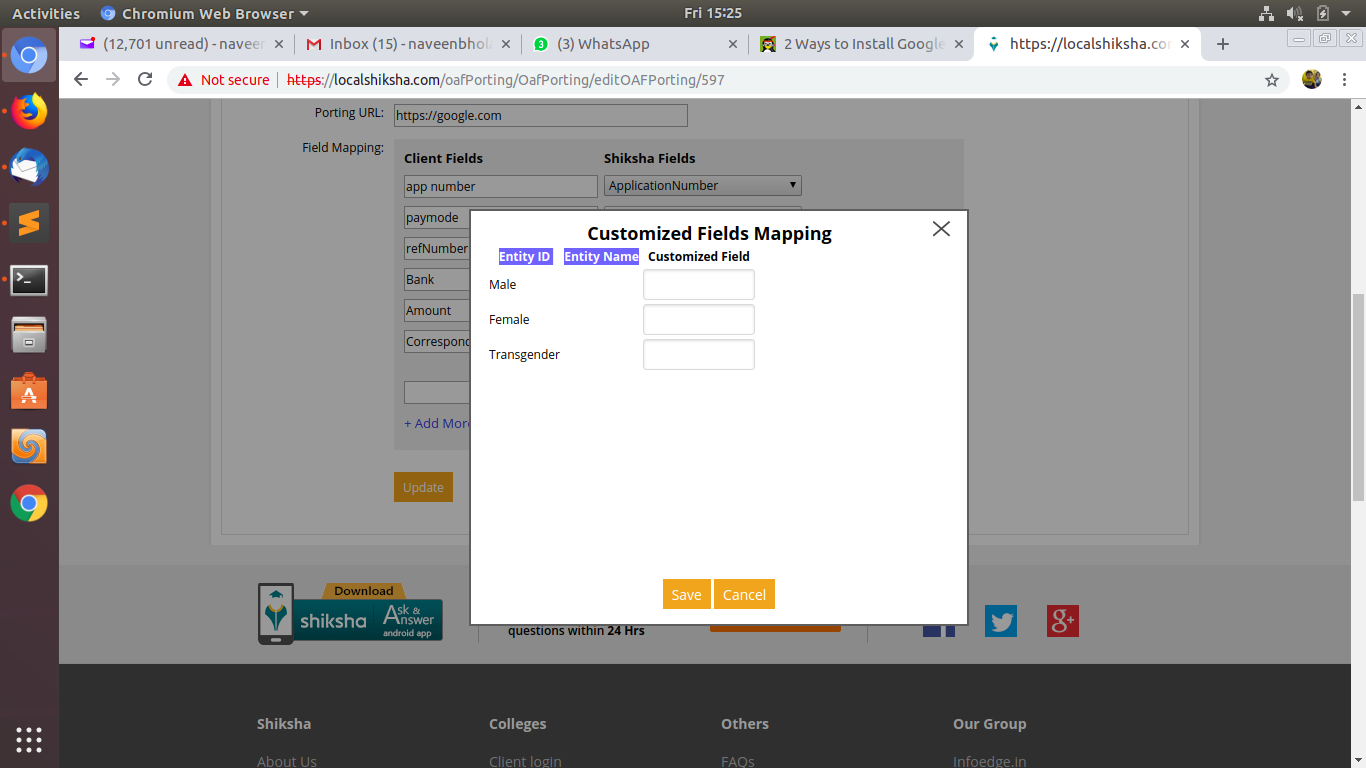 Activities Chromium Web Browser Fri 15:25
(12,701 unread) - naveen Inbox (15) - naveenbhola 3 (3) WhatsApp 2 Ways to Install Google https://localshiksha.co
Not secure https://localshiksha.com/oafPorting/OafPorting/editOAFPorting/597
Porting URL: https://google.com
Field Mapping:
Client Fields Shiksha Fields
app number ApplicationNumber
paymode
refNumber
Bank
Amount
Correspond
+ Add More
Update
Customized Fields Mapping
Entity ID Entity Name Customized Field
Male
Female
Transgender
Save Cancel
Download
shiksha Ask & Answer
android app
questions within 24 Hrs
g+
Shiksha Colleges Others Our Group
About Us Client login FAQs Infoedge.in